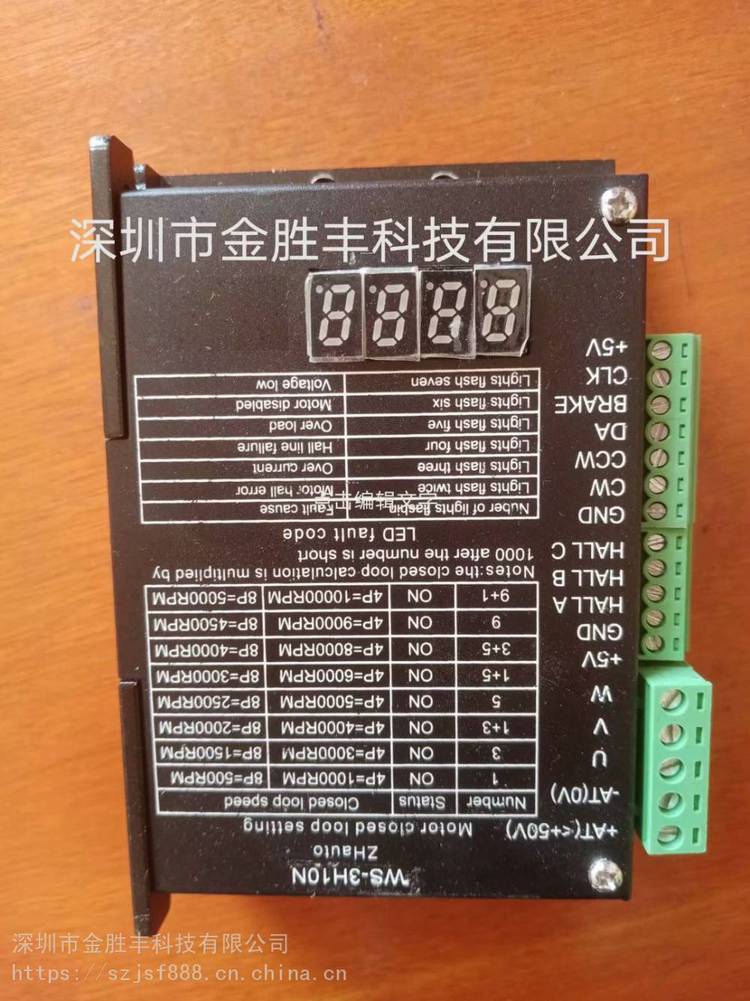 深圳市金胜丰科技有限公司
WS-3H10N
ZHauto
Motor closed loop setting
Number Status Closed loop speed
1 ON 4P=1000RPM 8P=500RPM
3 ON 4P=3000RPM 8P=1500RPM
1+3 ON 4P=4000RPM 8P=2000RPM
5 ON 4P=5000RPM 8P=2500RPM
1+5 ON 4P=6000RPM 8P=3000RPM
3+5 ON 4P=8000RPM 8P=4000RPM
9 ON 4P=9000RPM 8P=4500RPM
9+1 ON 4P=10000RPM 8P=5000RPM
Notes:the closed loop calculation is multiplied by
1000 after the number is short
LED fault code
Nuber of lights flashin Fault cause
Lights flash twice Motor hall error
Lights flash three Over current
Lights flash four Hall line failure
Lights flash five Over load
Lights flash six Motor disabled
Lights flash seven Voltage low
+AT(<+50V)
-AT(0V)
U
V
W
+5V
GND
HALL A
HALL B
HALL C
GND
CW
CCW
DA
BRAKE
CLK
+5V
8888
直击编辑文字
深圳市金胜丰科技有限公司
https://szjsf888.cn.china.cn